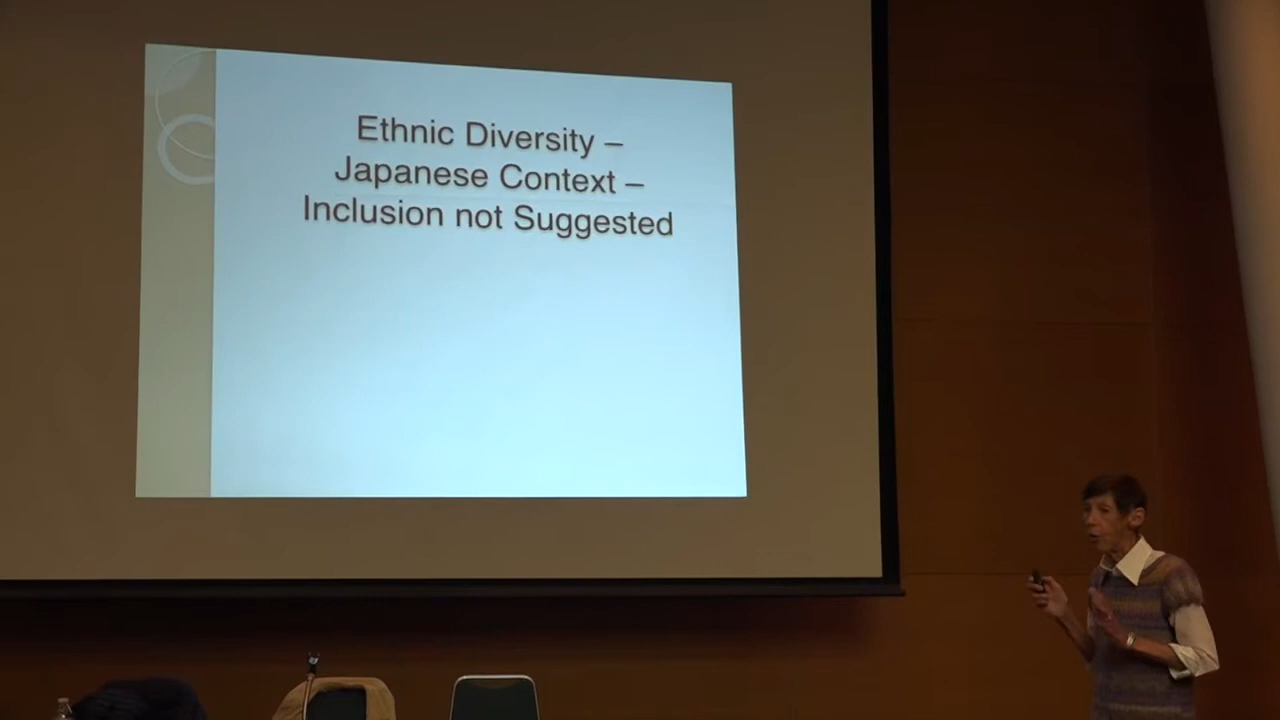 Ethnic Diversity –
Japanese Context –
Inclusion not Suggested